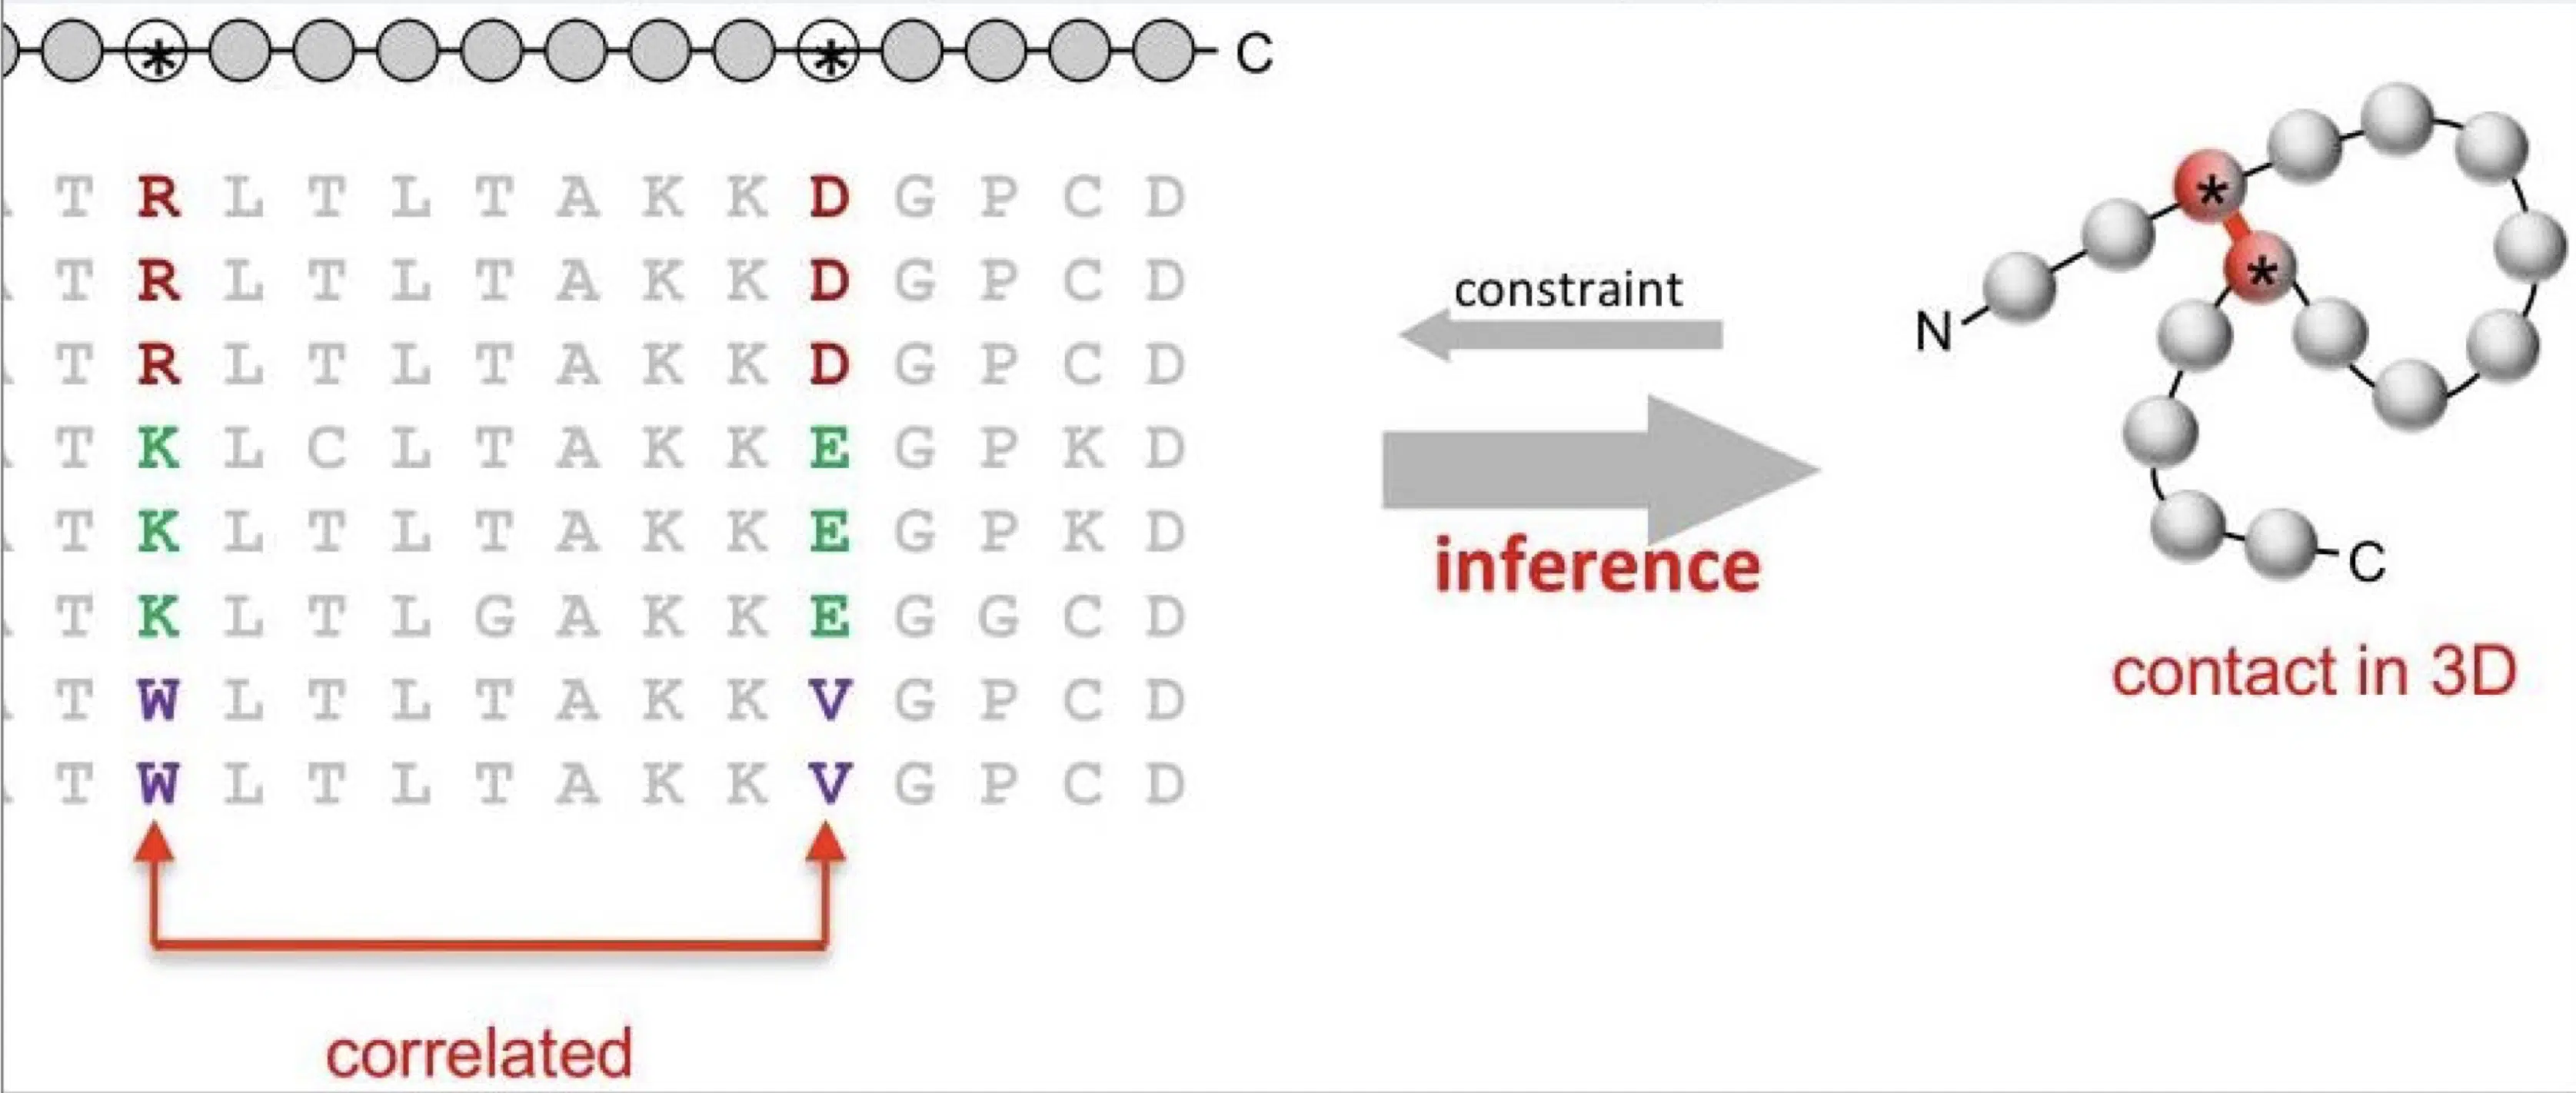 C
* *
T R L T L T A K K D G P C D
T R L T L T A K K D G P C D
T R L T L T A K K D G P C D
T K L C L T A K K E G P K D
T K L T L T A K K E G P K D
T K L T L G A K K E G G C D
T W L T L T A K K V G P C D
T W L T L T A K K V G P C D
correlated
constraint
inference
*
*
N
C
contact in 3D